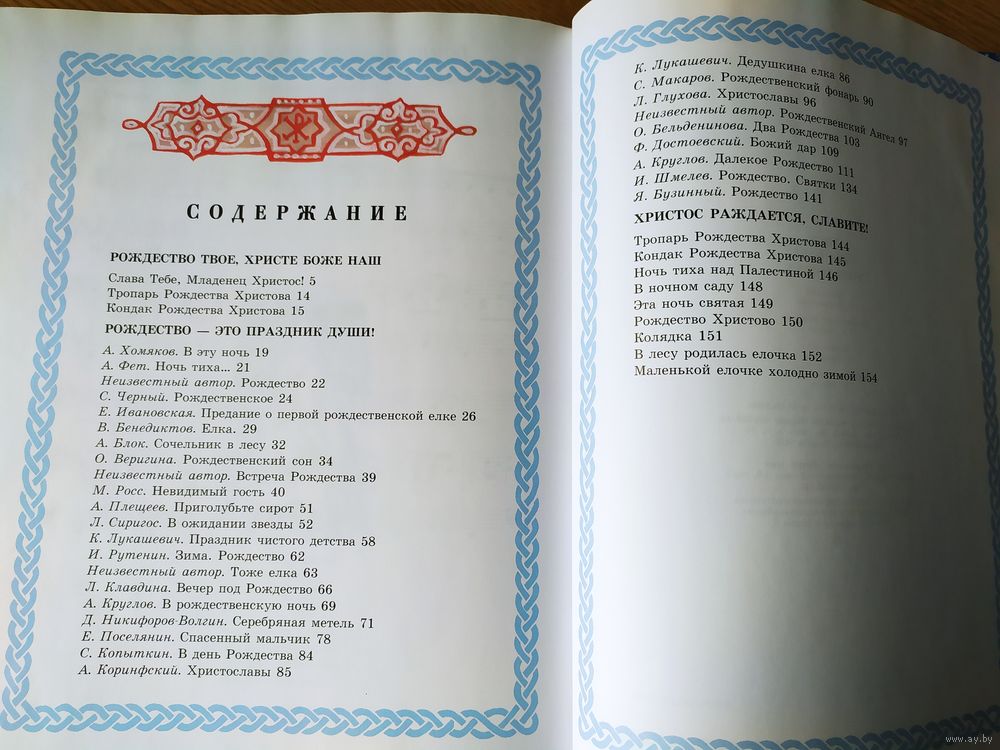 СОДЕРЖАНИЕ
РОЖДЕСТВО ТВОЕ, ХРИСТЕ БОЖЕ НАШ
Слава Тебе, Младенец Христос! 5
Тропарь Рождества Христова 14
Кондак Рождества Христова 15
РОЖДЕСТВО — ЭТО ПРАЗДНИК ДУШИ!
А. Хомяков. В эту ночь 19
А. Фет. Ночь тиха... 21
Неизвестный автор. Рождество 22
С. Черный. Рождественское 24
Е. Ивановская. Предание о первой рождественской елке 26
В. Бенедиктов. Елка. 29
А. Блок. Сочельник в лесу 32
О. Веригина. Рождественский сон 34
Неизвестный автор. Встреча Рождества 39
М. Росс. Невидимый гость 40
А. Плещеев. Приголубьте сирот 51
Л. Сиригос. В ожидании звезды 52
К. Лукашевич. Праздник чистого детства 58
И. Рутенин. Зима. Рождество 62
Неизвестный автор. Тоже елка 63
Л. Клавдина. Вечер под Рождество 66
А. Круглов. В рождественскую ночь 69
Д. Никифоров-Волгин. Серебряная метель 71
Е. Поселянин. Спасенный мальчик 78
С. Копыткин. В день Рождества 84
А. Коринфский. Христославы 85
К. Лукашевич. Дедушкина елка 86
С. Макаров. Рождественский фонарь 90
Л. Глухова. Христославы 96
Неизвестный автор. Рождественский Ангел 97
О. Бельденинова. Два Рождества 103
Ф. Достоевский. Божий дар 109
А. Круглов. Далекое Рождество 111
И. Шмелев. Рождество. Святки 134
Я. Бузинный. Рождество 141
ХРИСТОС РАЖДАЕТСЯ, СЛАВИТЕ!
Тропарь Рождества Христова 144
Кондак Рождества Христова 145
Ночь тиха над Палестиной 146
В ночном саду 148
Эта ночь святая 149
Рождество Христово 150
Колядка 151
В лесу родилась елочка 152
Маленькой елочке холодно зимой 154
www.ay.by